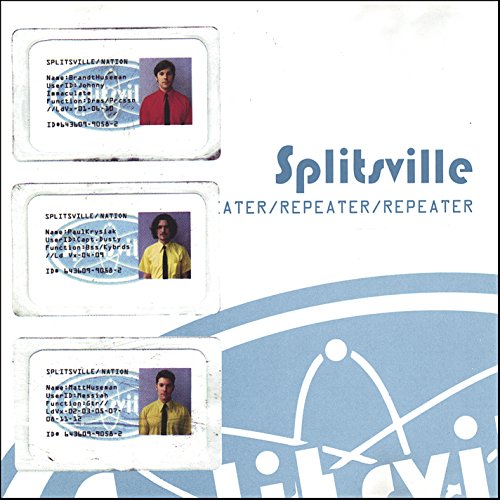 SPLITSVILLE/NATION
Name:BrandtHuseman
UserID:Johnny
Immaculate
Function:Drms/Prcssn
//LdVx-01-06-10
ID#643609-9058-2
Splitsville
EATER/REPEATER/REPEATER
SPLITSVILLE/NATION
Name:PaulKrysiak
UserID:Capt-Dusty
Function:Bss/Kybrds
//Ld Vx-04-09
ID# 643609-9058-2
SPLITSVILLE/NATION
Name:MattHuseman
UserID:Messiah
Function:Gtr//
LdVx-02-03-05-07-
08-11-12
ID# 643609-9058-2